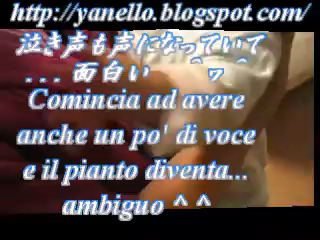 http://yanello.blogspot.com/
泣き声も声になっていて
... 面白い ＾ヮ＾
Comincia ad avere
anche un po' di voce
e il pianto diventa...
ambiguo ^ ^